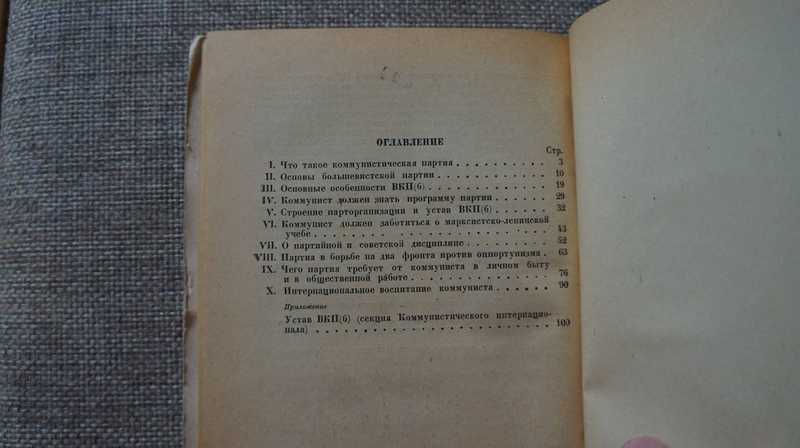 ОГЛАВЛЕНИЕ
Стр.
I. Что такое коммунистическая партия . . . . . . . . . . 3
II. Основы большевистской партии . . . . . . . . . . . . 10
III. Основные особенности ВКП(б) . . . . . . . . . . . . . 19
IV. Коммунист должен знать программу партии . . . . . . 29
V. Строение парторганизации и устав ВКП(б) . . . . . . 32
VI. Коммунист должен заботиться о марксистско-ленинской
учебе . . . . . . . . . . . . . . . . . . . . . . . 43
VII. О партийной и советской дисциплине . . . . . . . . . 52
VIII. Партия в борьбе на два фронта против оппортунизма . . 63
IX. Чего партия требует от коммуниста в личном быту
и в общественной работе . . . . . . . . . . . . . . 76
X. Интернациональное воспитание коммуниста . . . . . . 90
Приложение
Устав ВКП(б) (секция Коммунистического интернацио-
нала) . . . . . . . . . . . . . . . . . . . . . . 100